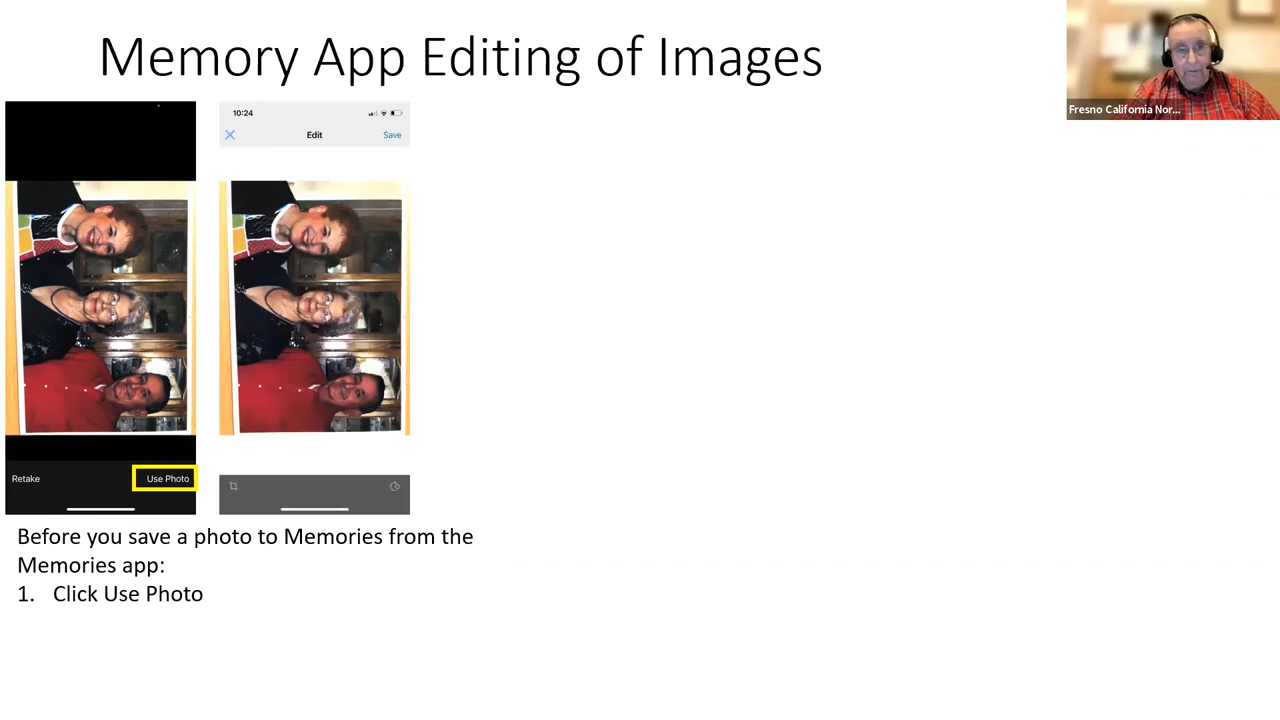 Memory App Editing of Images
Fresno California Nor...
10:24
Edit
Save
Retake
Use Photo
Before you save a photo to Memories from the
Memories app:
1. Click Use Photo